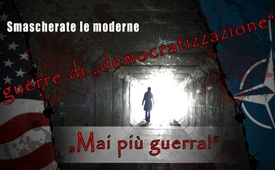 Smascherate le moderne
guerre di „democratizzazione“
„Mai più guerra!“